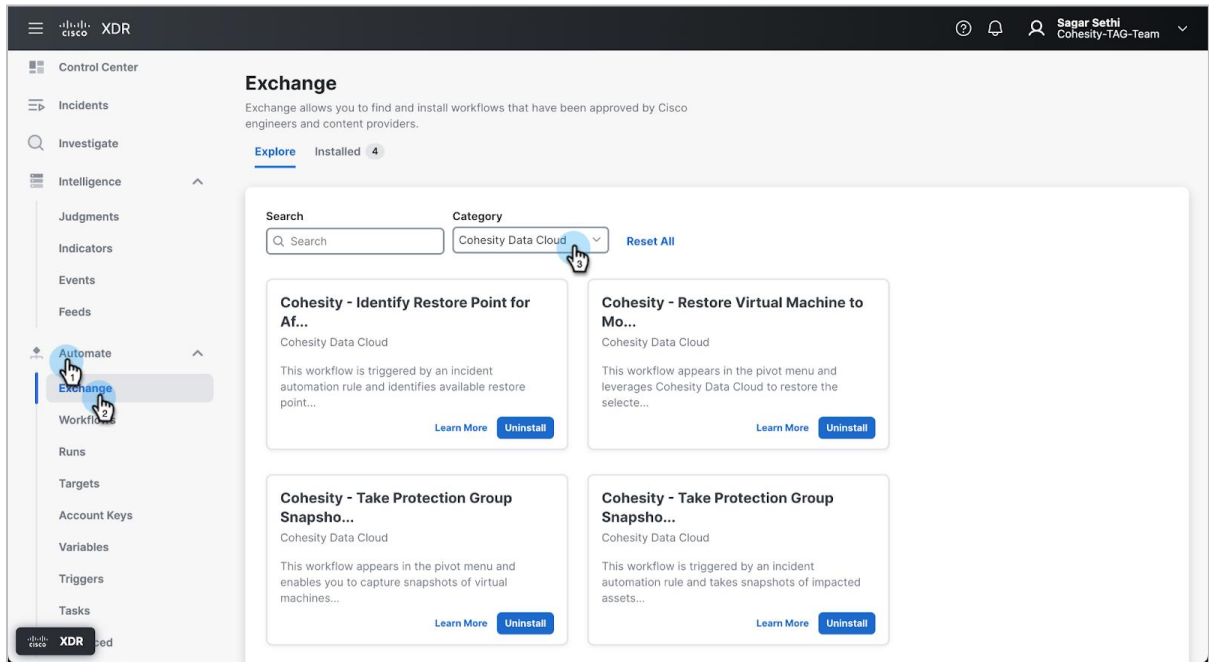 cisco XDR
Sagar Sethi
Cohesity-TAG-Team
Control Center
Incidents
Investigate
Intelligence
Judgments
Indicators
Events
Feeds
Automate
1
Exchange
2
Workflows
Runs
Targets
Account Keys
Variables
Triggers
Tasks
cisco XDR
ced
Exchange
Exchange allows you to find and install workflows that have been approved by Cisco
engineers and content providers.
Explore Installed 4
Search Category
Search Cohesity Data Cloud Reset All
3
Cohesity - Identify Restore Point for
Af...
Cohesity Data Cloud
This workflow is triggered by an incident
automation rule and identifies available restore
point...
Learn More Uninstall
Cohesity - Restore Virtual Machine to
Mo...
Cohesity Data Cloud
This workflow appears in the pivot menu and
leverages Cohesity Data Cloud to restore the
selecte...
Learn More Uninstall
Cohesity - Take Protection Group
Snapsho...
Cohesity Data Cloud
This workflow appears in the pivot menu and
enables you to capture snapshots of virtual
machines...
Learn More Uninstall
Cohesity - Take Protection Group
Snapsho...
Cohesity Data Cloud
This workflow is triggered by an incident
automation rule and takes snapshots of impacted
assets...
Learn More Uninstall